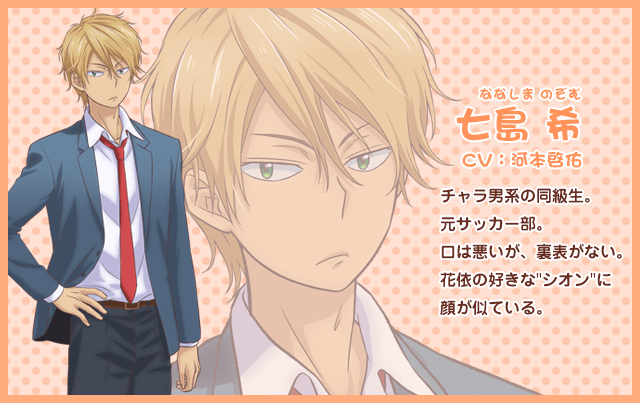 ななしま のぞむ
七島 希
CV：河本啓佑
チャラ男系の同級生。
元サッカー部。
口は悪いが、裏表がない。
花依の好きな"シオン"に
顔が似ている。